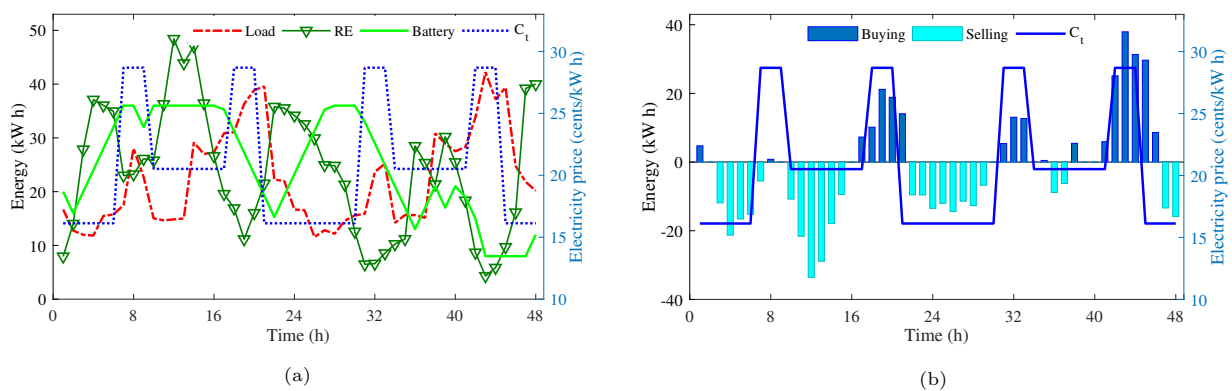 Load RE Battery C_t
Energy (kW h)
50
40
30
20
10
0
30
25
20
15
10
Electricity price (cents/kW h)
0 8 16 24 32 40 48
Time (h)
(a)
Buying Selling C_t
Energy (kW h)
40
20
0
-20
-40
30
25
20
15
10
Electricity price (cents/kW h)
0 8 16 24 32 40 48
Time (h)
(b)